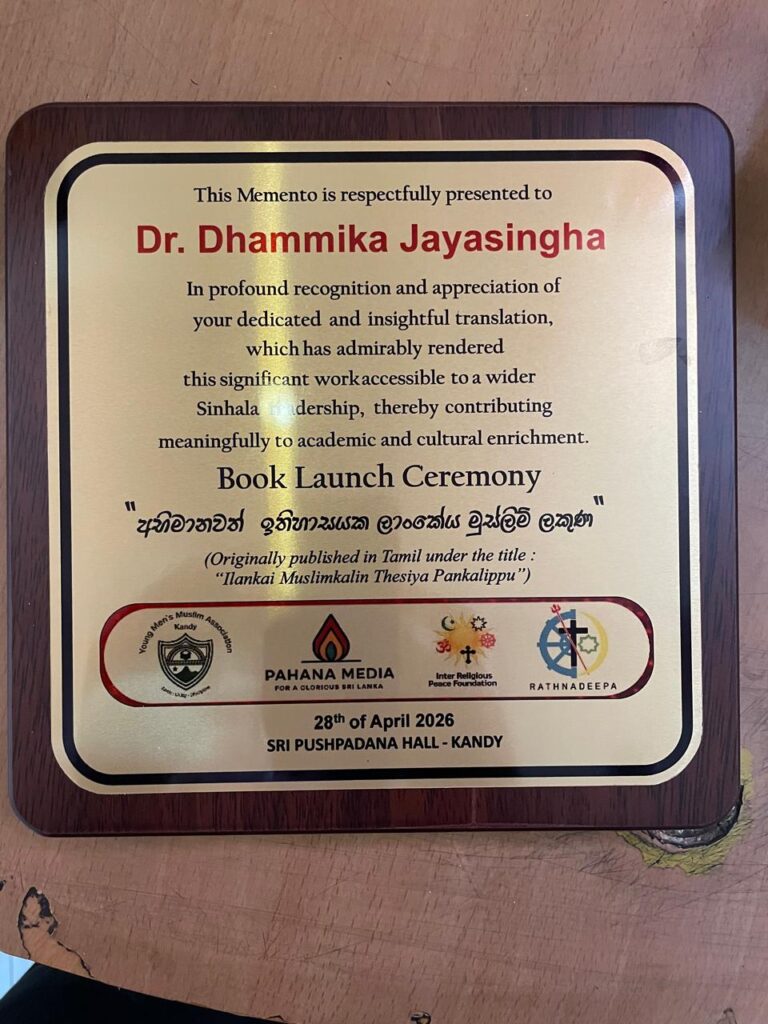 This Memento is respectfully presented to
Dr. Dhammika Jayasingha
In profound recognition and appreciation of
your dedicated and insightful translation,
which has admirably rendered
this significant work accessible to a wider
Sinhala readership, thereby contributing
meaningfully to academic and cultural enrichment.
Book Launch Ceremony
"අභිමානවත් ඉතිහාසයක ලාංකේය මුස්ලිම් ලකුණ"
(Originally published in Tamil under the title :
"Ilankai Muslimkalin Thesiya Pankalippu")
Young Men's Muslim Association
Kandy
PAHANA MEDIA
FOR A GLORIOUS SRI LANKA
Inter Religious
Peace Foundation
RATHNADEEPA
28th of April 2026
SRI PUSHPADANA HALL - KANDY